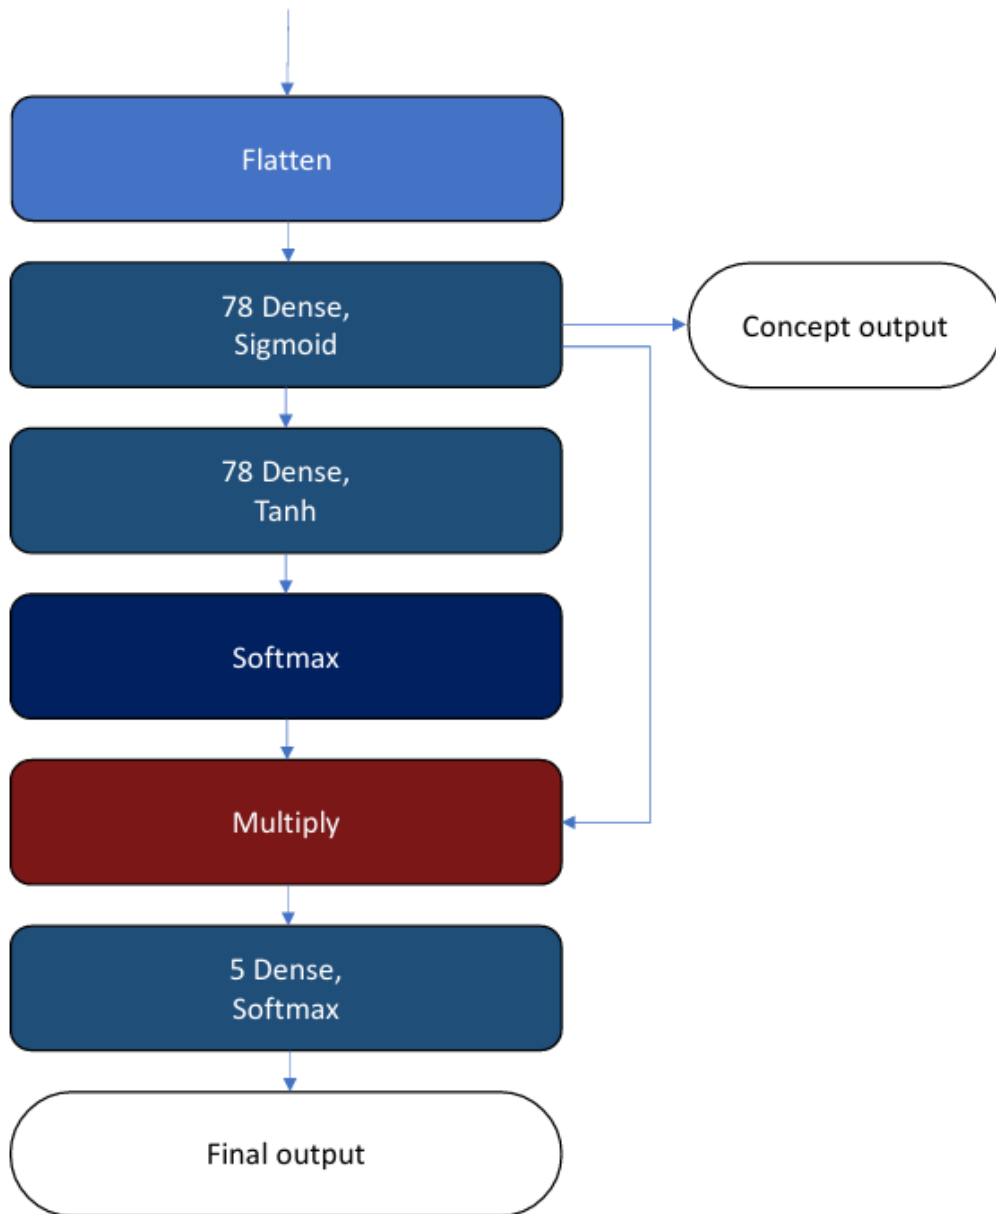 Flatten
78 Dense,
Sigmoid
Concept output
78 Dense,
Tanh
Softmax
Multiply
5 Dense,
Softmax
Final output